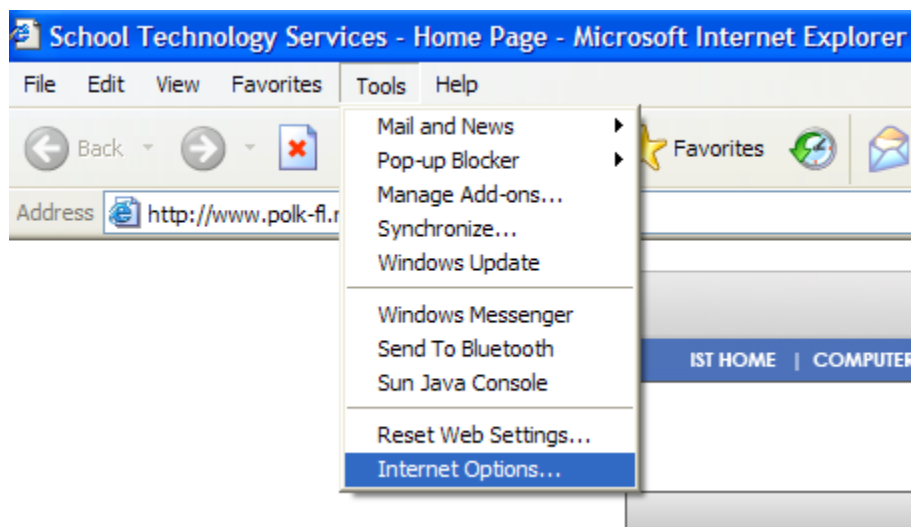 School Technology Services - Home Page - Microsoft Internet Explorer
File Edit View Favorites Tools Help
Back Favorites
Address http://www.polk-fl.
Mail and News
Pop-up Blocker
Manage Add-ons...
Synchronize...
Windows Update
Windows Messenger
Send To Bluetooth
Sun Java Console
Reset Web Settings...
Internet Options...
IST HOME | COMPUTER